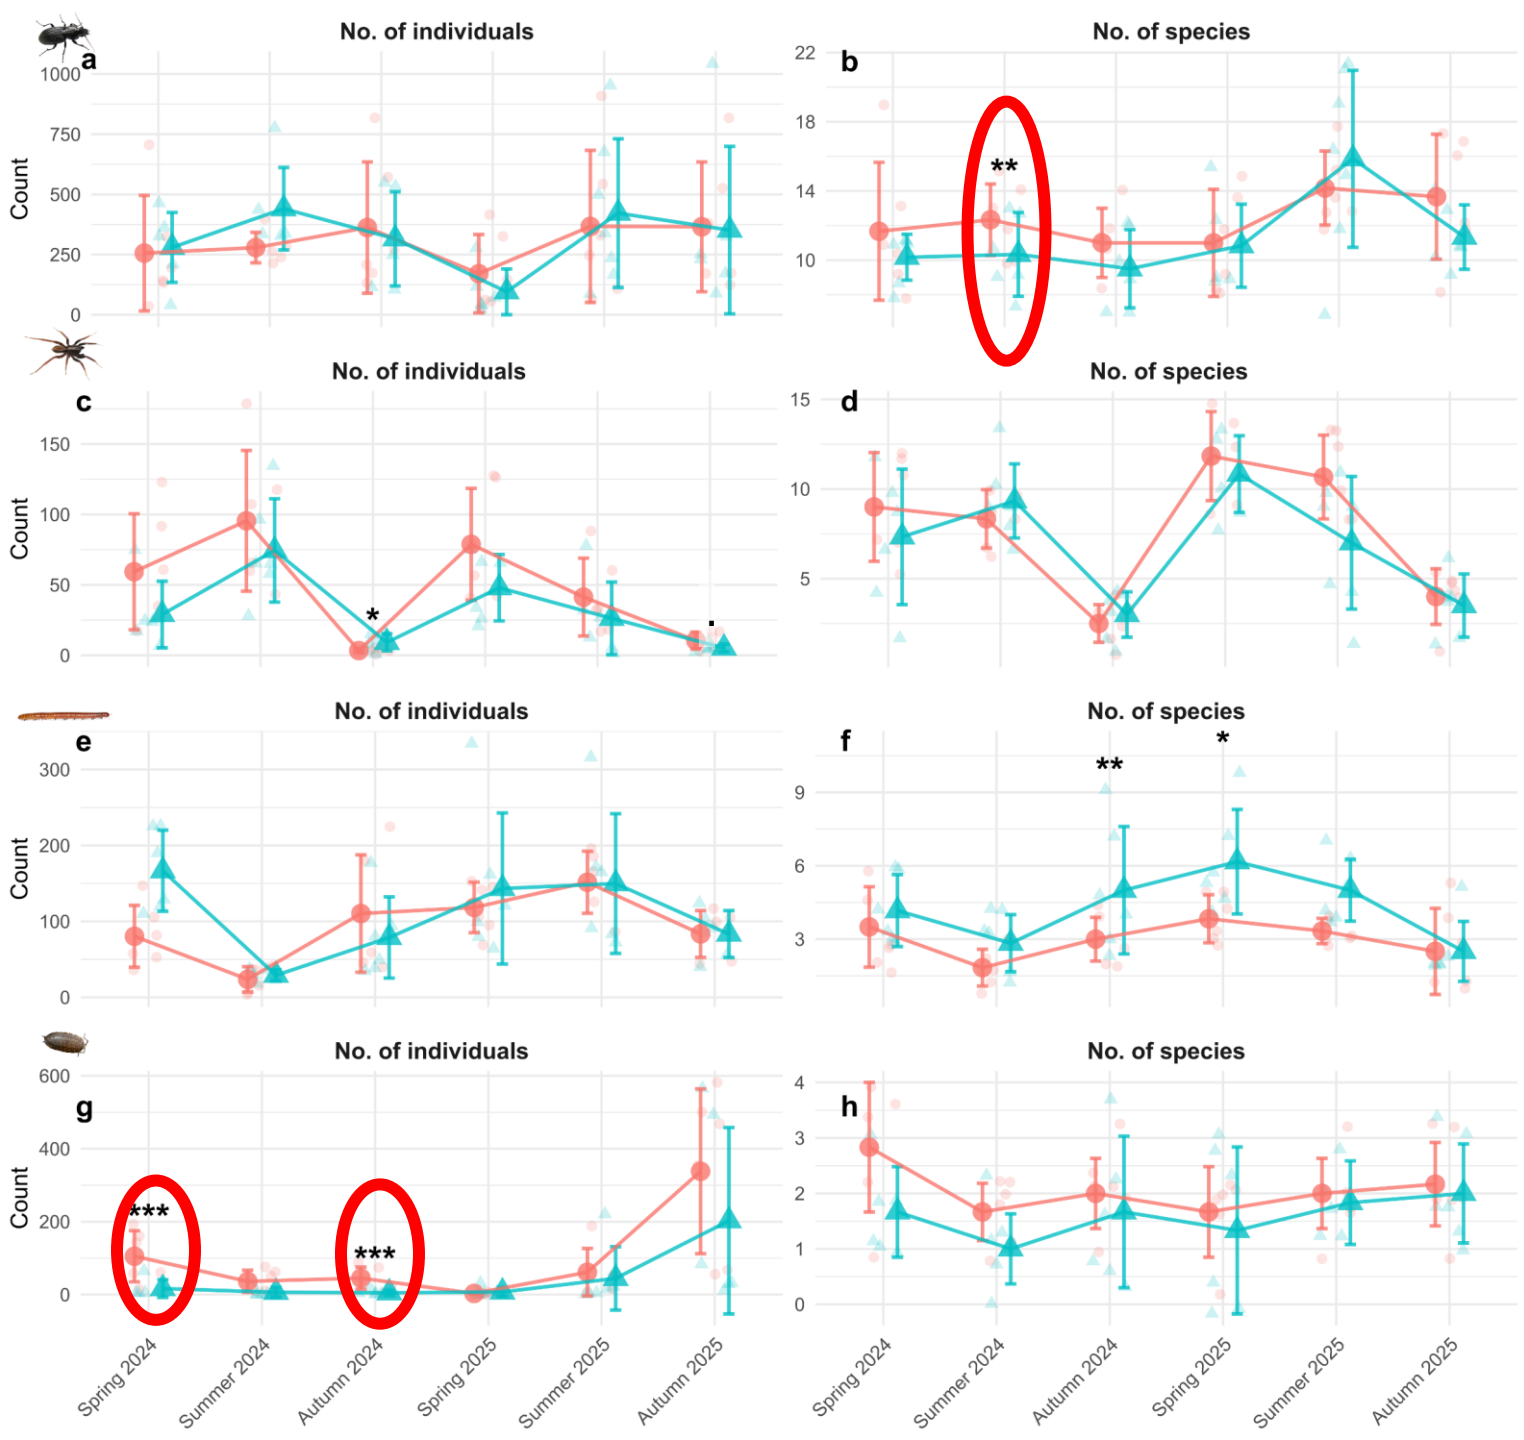 No. of individuals
No. of species
a
1000
750
500
250
0
Count
b
22
18
14
10
**
No. of individuals
No. of species
c
150
100
50
0
Count
*
.
d
15
10
5
No. of individuals
No. of species
e
300
200
100
0
Count
f
9
6
3
**
*
No. of individuals
No. of species
g
600
400
200
0
Count
***
***
h
4
3
2
1
0
Spring 2024
Summer 2024
Autumn 2024
Spring 2025
Summer 2025
Autumn 2025
Spring 2024
Summer 2024
Autumn 2024
Spring 2025
Summer 2025
Autumn 2025